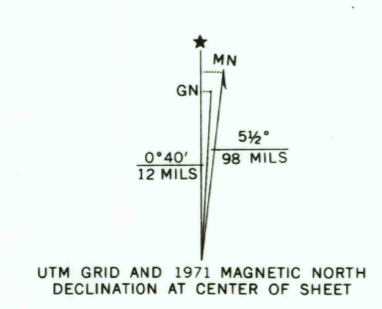 ★
MN
GN
5½°
98 MILS
0°40′
12 MILS
UTM GRID AND 1971 MAGNETIC NORTH
DECLINATION AT CENTER OF SHEET